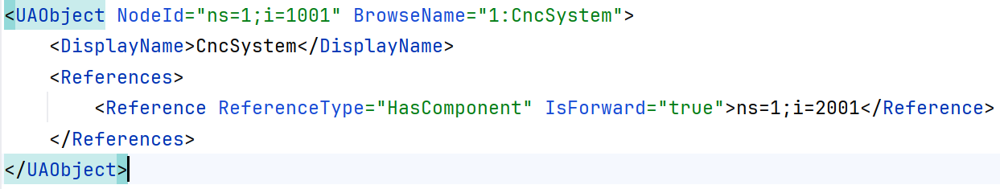 <UAObject NodeId="ns=1;i=1001" BrowseName="1:CncSystem">
    <DisplayName>CncSystem</DisplayName>
    <References>
        <Reference ReferenceType="HasComponent" IsForward="true">ns=1;i=2001</Reference>
    </References>
</UAObject>